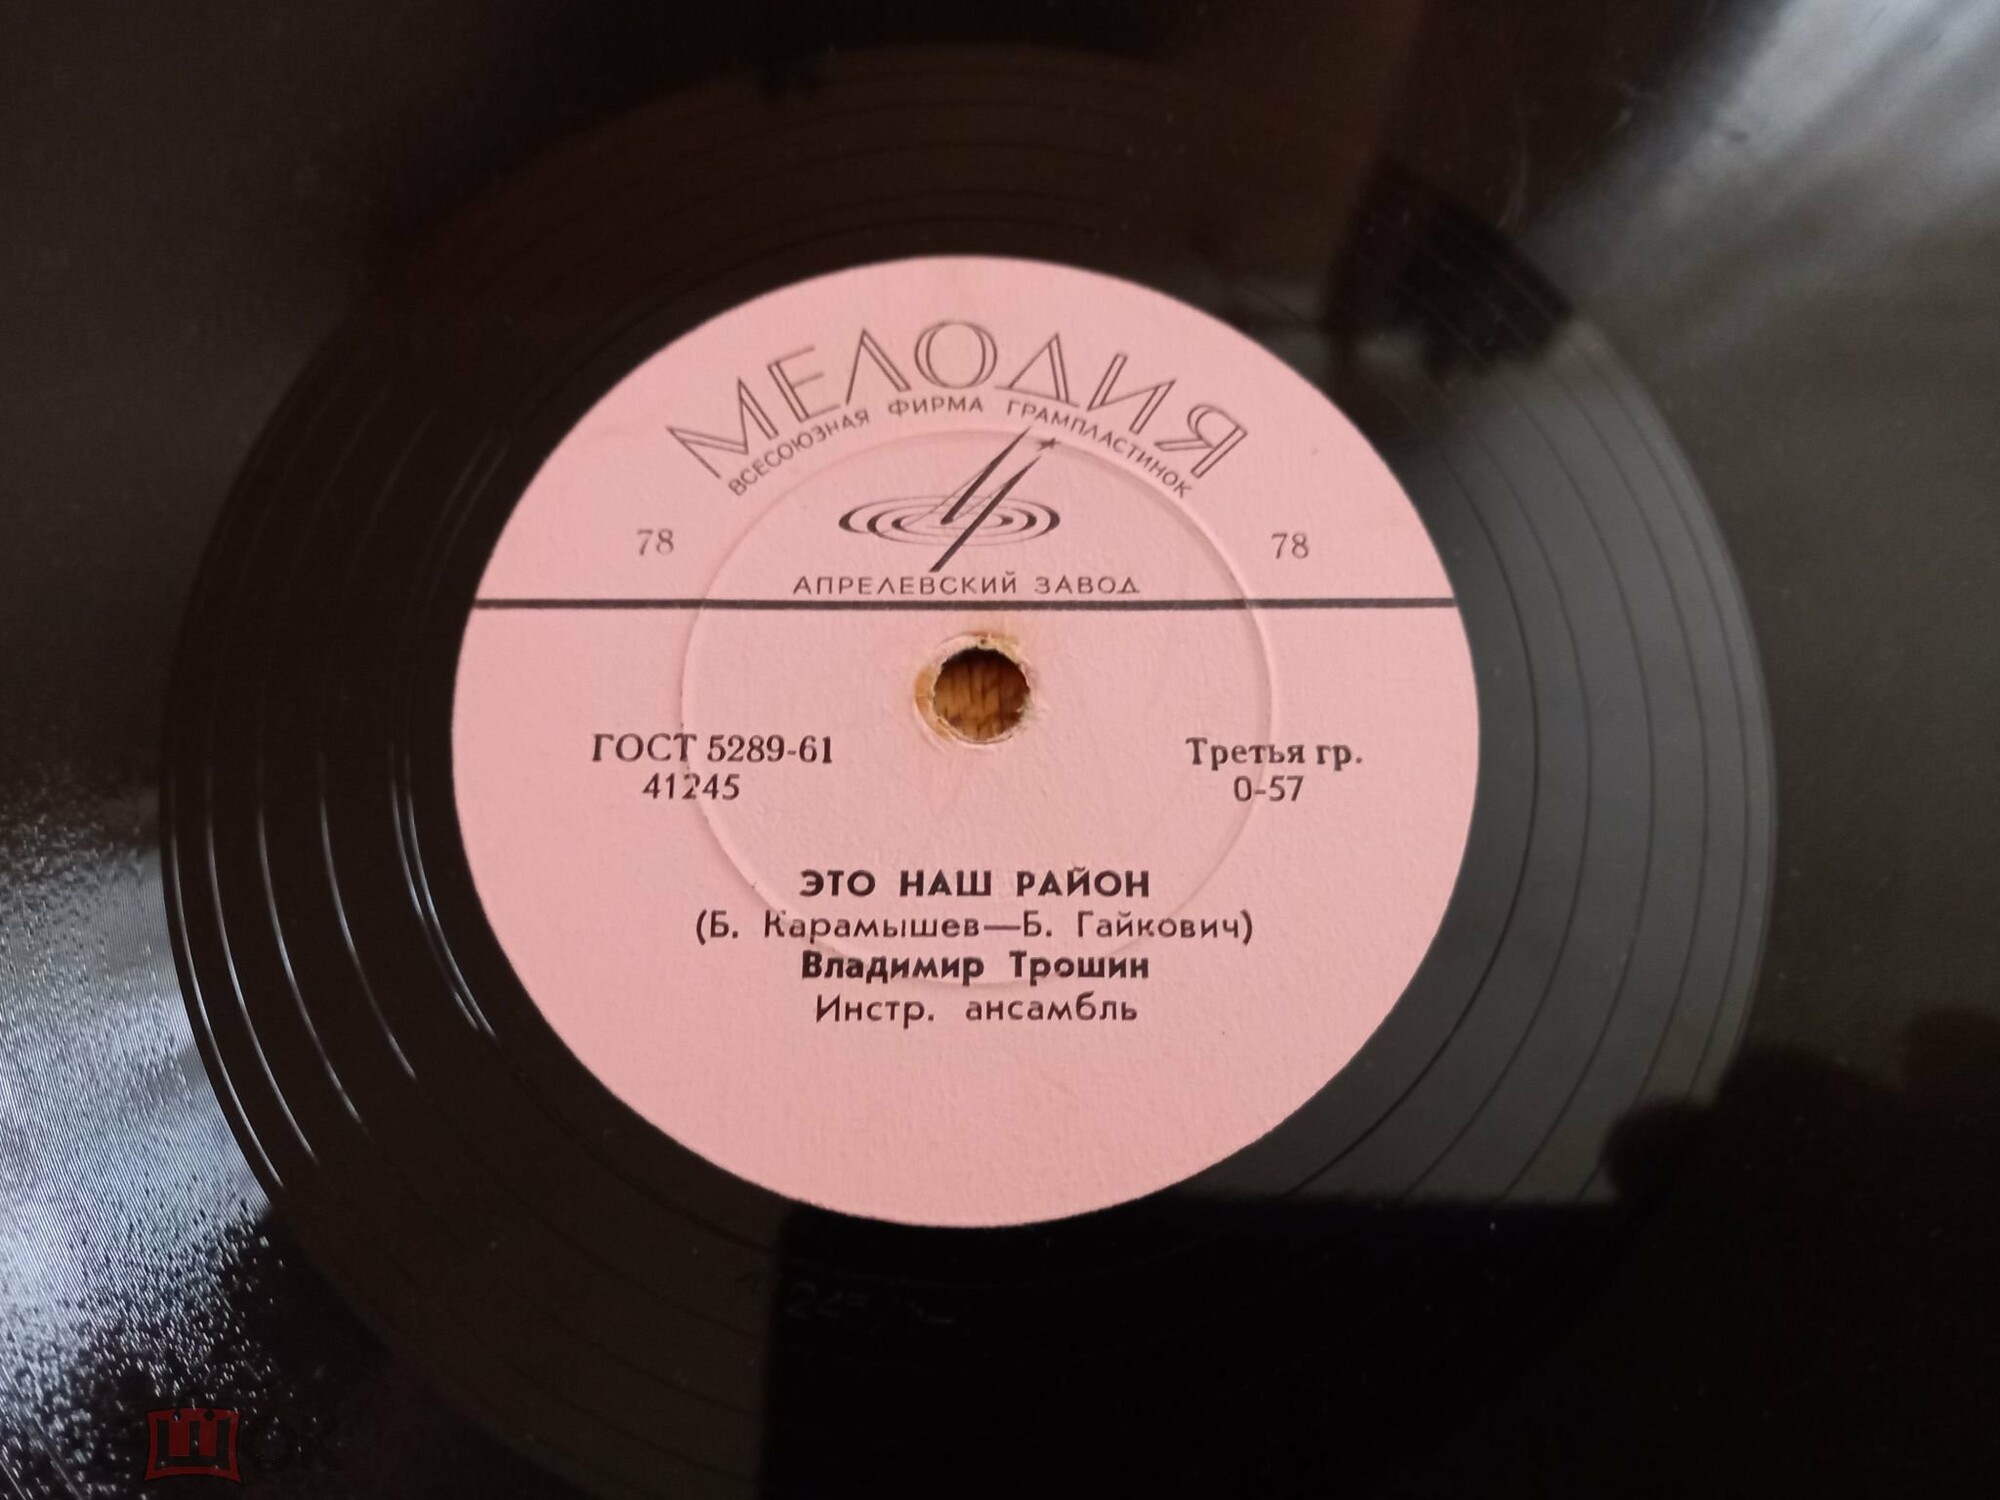 МЕЛОДИЯ
ВСЕСОЮЗНАЯ ФИРМА ГРАМПЛАСТИНОК
78 78
АПРЕЛЕВСКИЙ ЗАВОД
ГОСТ 5289-61 Третья гр.
41245 0-57
ЭТО НАШ РАЙОН
(Б. Карамышев—Б. Гайкович)
Владимир Трошин
Инстр. ансамбль